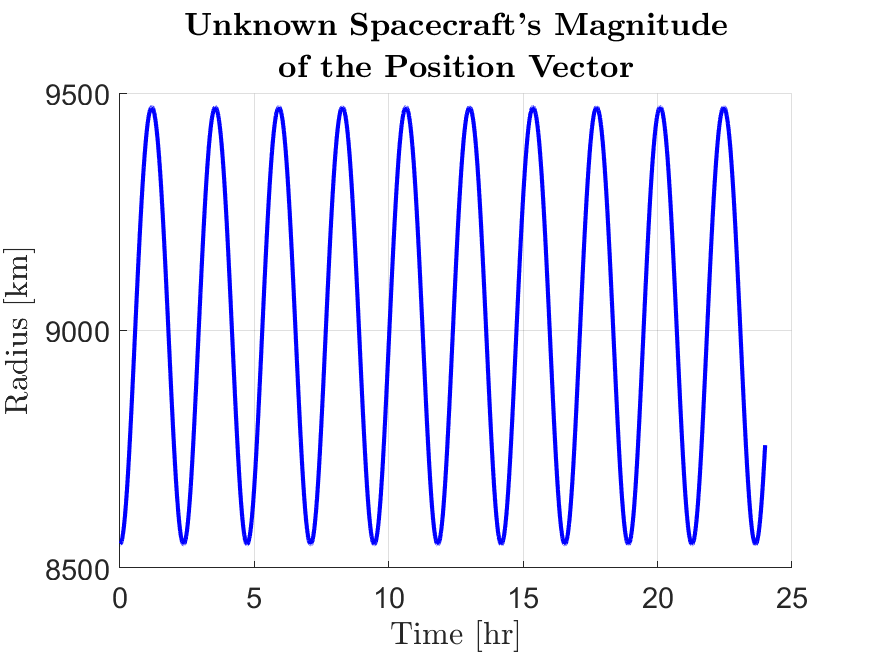 Unknown Spacecraft's Magnitude
of the Position Vector
9500
9000
8500
Radius [km]
0
5
10
15
20
25
Time [hr]